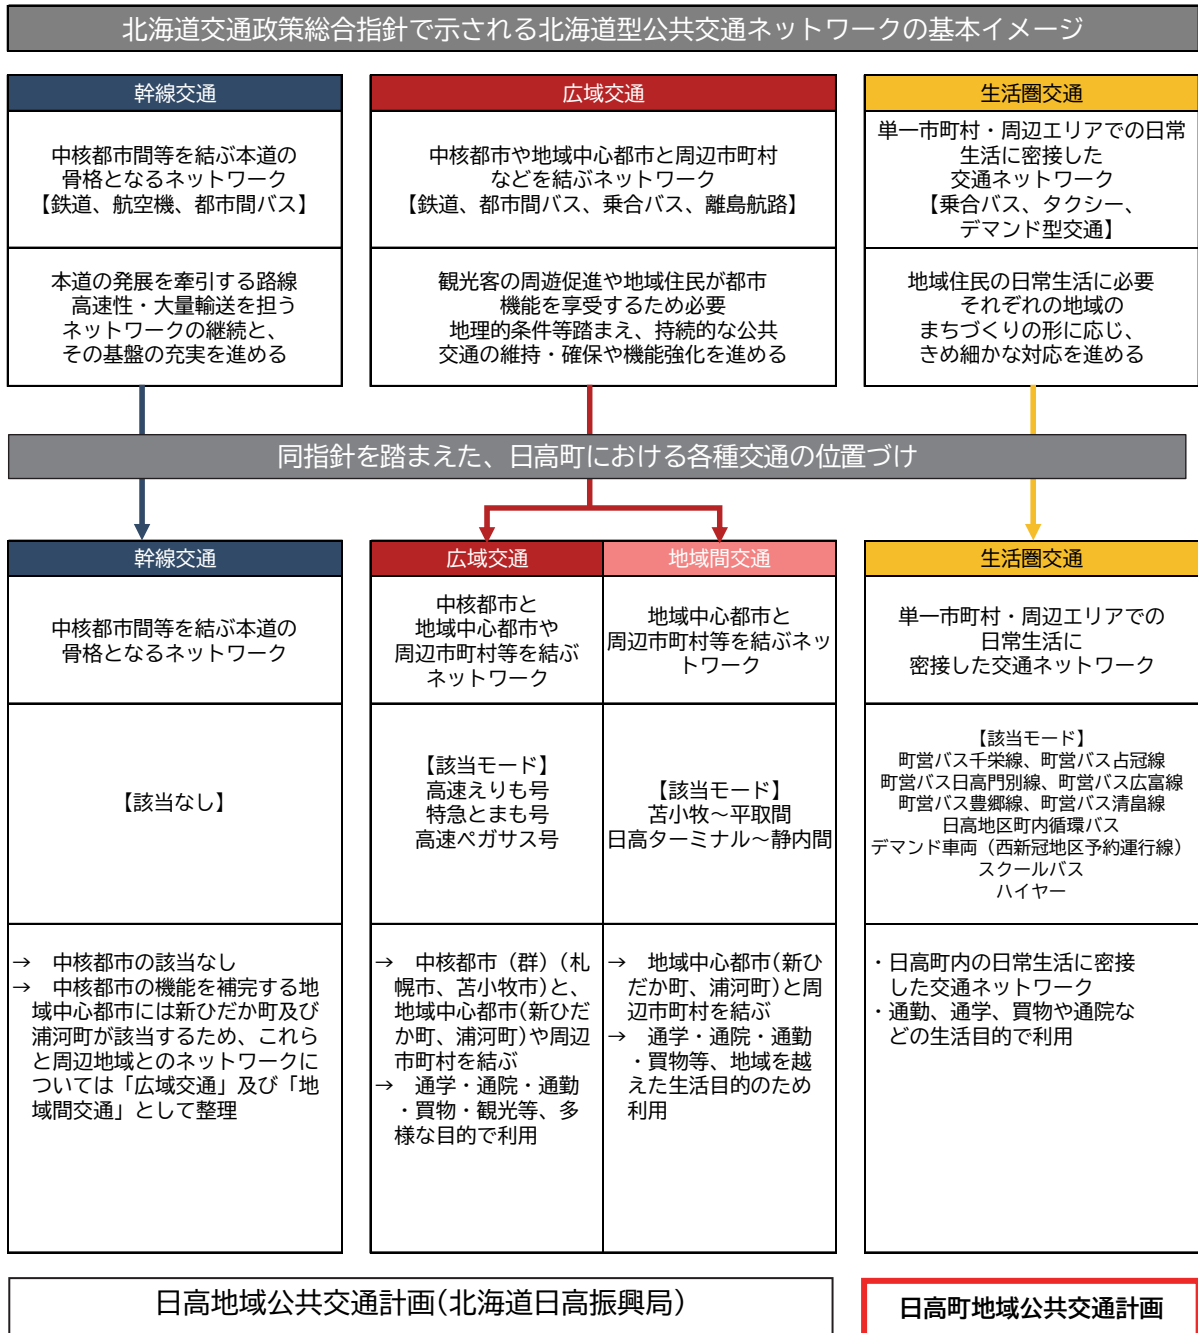 北海道交通政策総合指針で示される北海道型公共交通ネットワークの基本イメージ
幹線交通
中核都市間等を結ぶ本道の
骨格となるネットワーク
【鉄道、航空機、都市間バス】
本道の発展を牽引する路線
高速性・大量輸送を担う
ネットワークの継続と、
その基盤の充実を進める
広域交通
中核都市や地域中心都市と周辺市町村
などを結ぶネットワーク
【鉄道、都市間バス、乗合バス、離島航路】
観光客の周遊促進や地域住民が都市
機能を享受するため必要
地理的条件等踏まえ、持続的な公共
交通の維持・確保や機能強化を進める
生活圏交通
単一市町村・周辺エリアでの日常
生活に密接した
交通ネットワーク
【乗合バス、タクシー、
デマンド型交通】
地域住民の日常生活に必要
それぞれの地域の
まちづくりの形に応じ、
きめ細かな対応を進める
同指針を踏まえた、日高町における各種交通の位置づけ
幹線交通
中核都市間等を結ぶ本道の
骨格となるネットワーク
【該当なし】
→ 中核都市の該当なし
→ 中核都市の機能を補完する地
域中心都市には新ひだか町及び
浦河町が該当するため、これら
と周辺地域とのネットワークに
ついては「広域交通」及び「地
域間交通」として整理
広域交通
中核都市と
地域中心都市や
周辺市町村等を結ぶ
ネットワーク
【該当モード】
高速えりも号
特急とまも号
高速ペガサス号
→ 中核都市（群）(札
幌市、苫小牧市)と、
地域中心都市(新ひだ
か町、浦河町)や周辺
市町村を結ぶ
→ 通学・通院・通勤
・買物・観光等、多
様な目的で利用
地域間交通
地域中心都市と
周辺市町村等を結ぶネッ
トワーク
【該当モード】
苫小牧～平取間
日高ターミナル～静内間
→ 地域中心都市(新ひ
だか町、浦河町)と周
辺市町村を結ぶ
→ 通学・通院・通勤
・買物等、地域を越
えた生活目的のため
利用
生活圏交通
単一市町村・周辺エリアでの
日常生活に
密接した交通ネットワーク
【該当モード】
町営バス千栄線、町営バス占冠線
町営バス日高門別線、町営バス広富線
町営バス豊郷線、町営バス清畠線
日高地区町内循環バス
デマンド車両（西新冠地区予約運行線）
スクールバス
ハイヤー
・日高町内の日常生活に密接
した交通ネットワーク
・通勤、通学、買物や通院な
どの生活目的で利用
日高地域公共交通計画(北海道日高振興局)
日高町地域公共交通計画